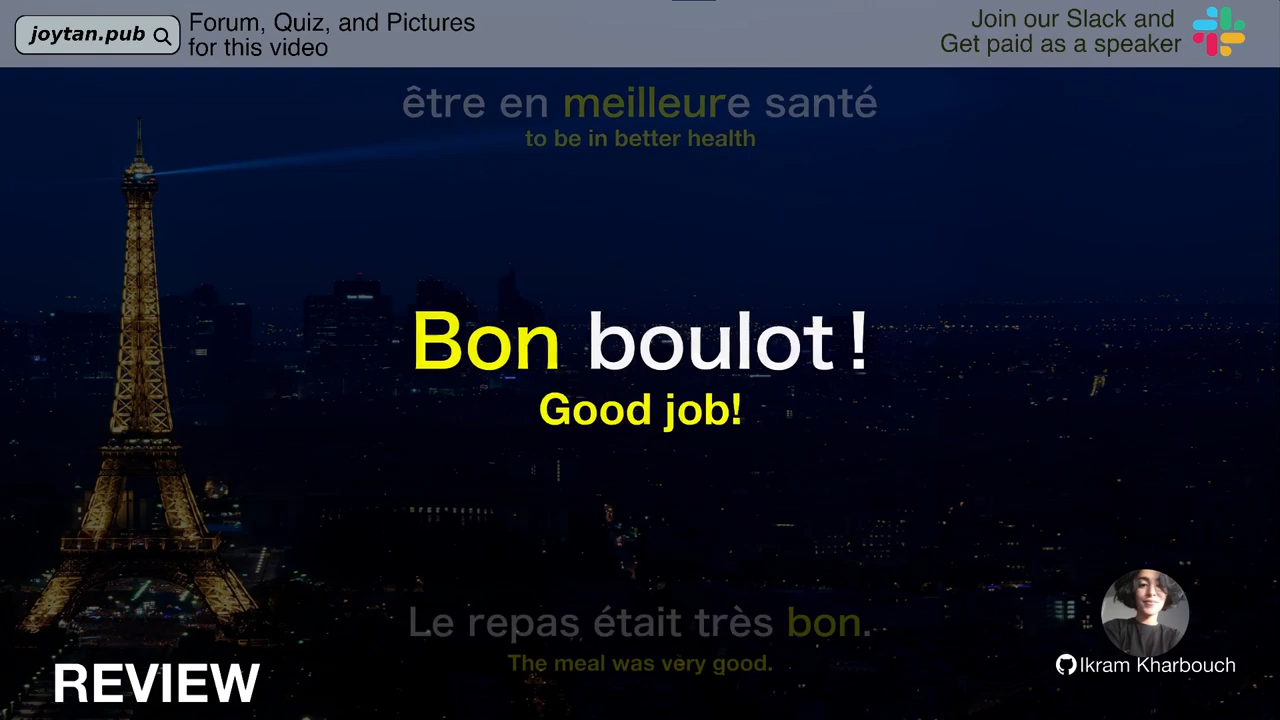 joytan.pub
Forum, Quiz, and Pictures
for this video
Join our Slack and
Get paid as a speaker
être en meilleure santé
to be in better health
Bon boulot !
Good job!
Le repas était très bon.
The meal was very good.
REVIEW
Ikram Kharbouch